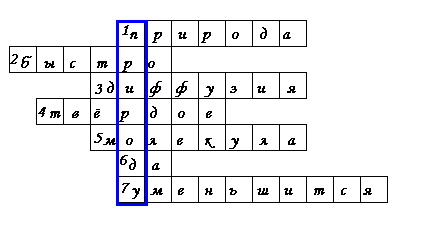 1природа
2быстро
3диффузия
4твёрдое
5молекула
6да
7уменьшится